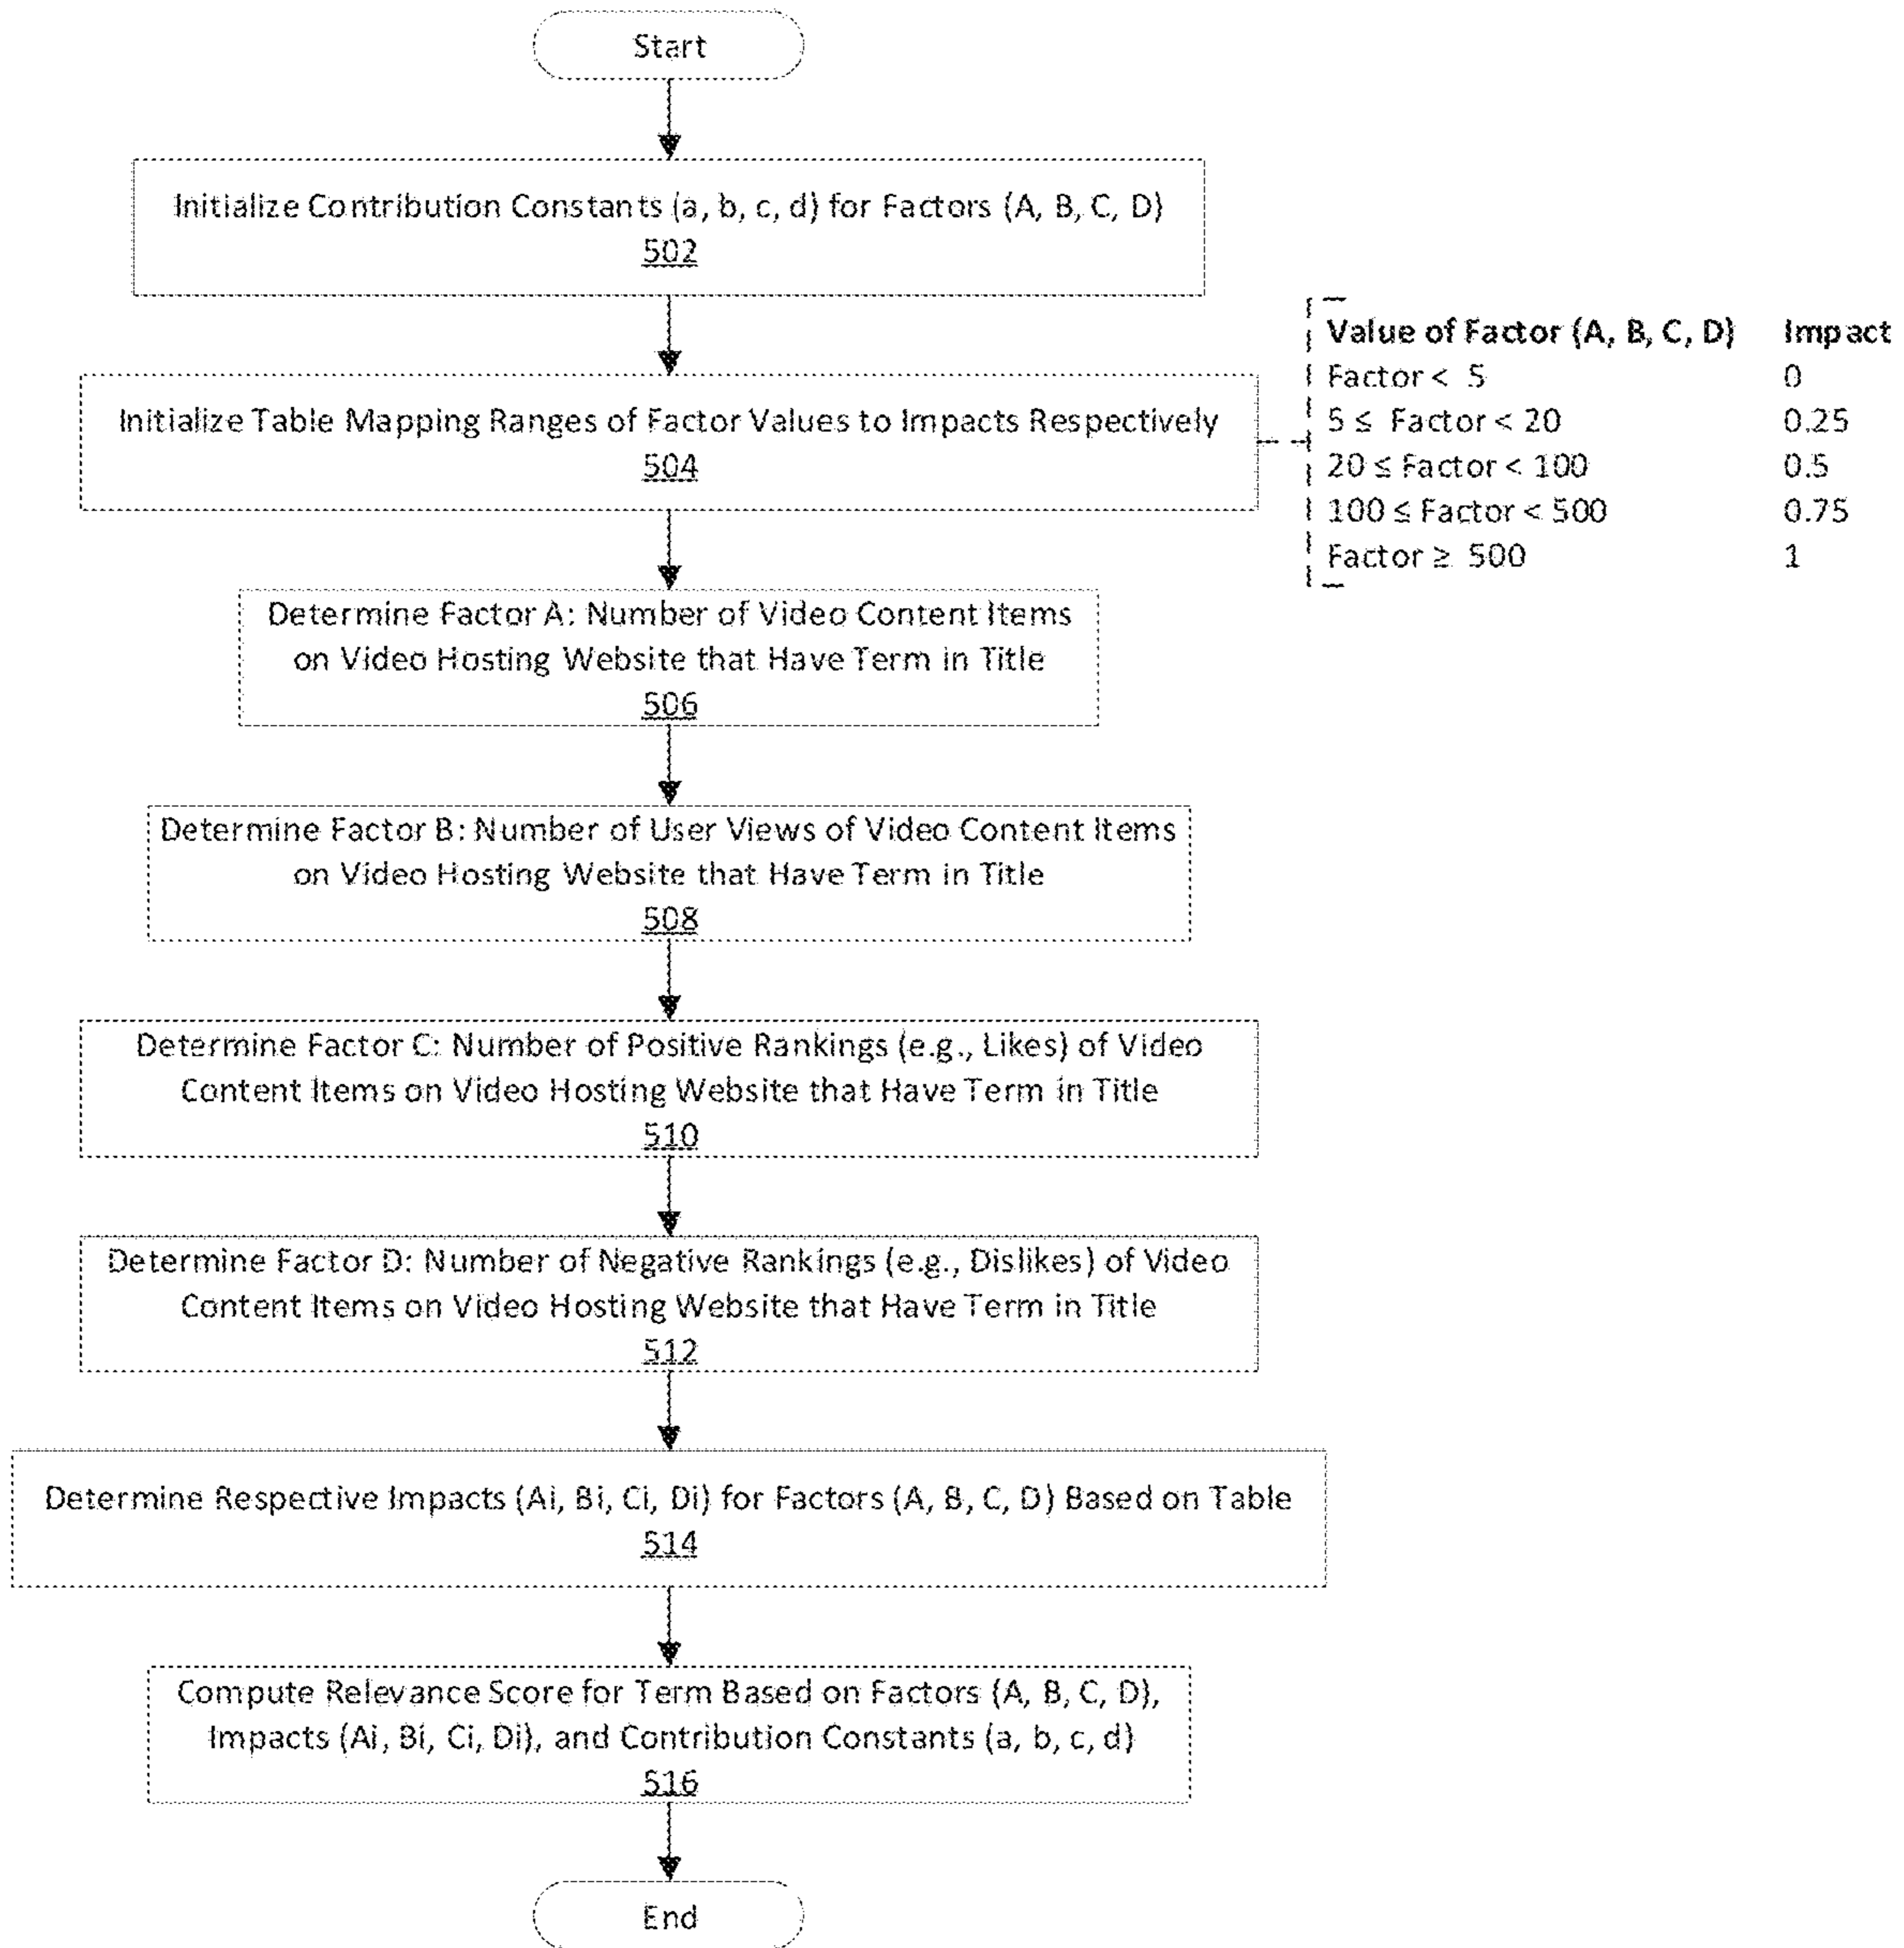 Start
Initialize Contribution Constants (a, b, c, d) for Factors (A, B, C, D)
502
Initialize Table Mapping Ranges of Factor Values to Impacts Respectively
504
Value of Factor (A, B, C, D) Impact
Factor < 5 0
5 ≤ Factor < 20 0.25
20 ≤ Factor < 100 0.5
100 ≤ Factor < 500 0.75
Factor ≥ 500 1
Determine Factor A: Number of Video Content Items
on Video Hosting Website that Have Term in Title
506
Determine Factor B: Number of User Views of Video Content Items
on Video Hosting Website that Have Term in Title
508
Determine Factor C: Number of Positive Rankings (e.g., Likes) of Video
Content Items on Video Hosting Website that Have Term in Title
510
Determine Factor D: Number of Negative Rankings (e.g., Dislikes) of Video
Content Items on Video Hosting Website that Have Term in Title
512
Determine Respective Impacts (Ai, Bi, Ci, Di) for Factors (A, B, C, D) Based on Table
514
Compute Relevance Score for Term Based on Factors (A, B, C, D),
Impacts (Ai, Bi, Ci, Di), and Contribution Constants (a, b, c, d)
516
End